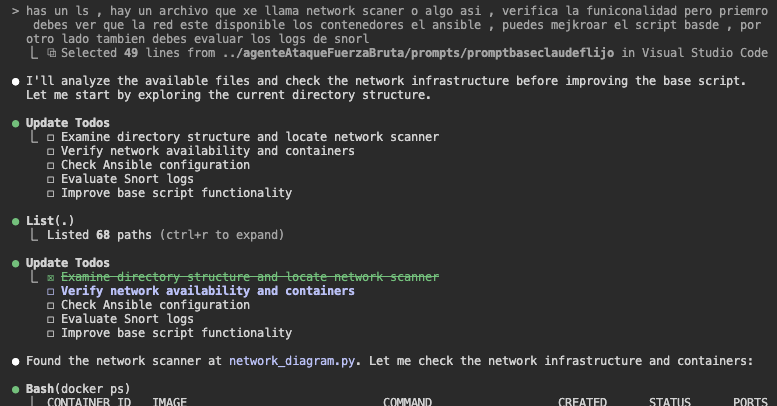 > has un ls , hay un archivo que xe llama network scaner o algo asi , verifica la funiconalidad pero priemro
debes ver que la red este disponible los contenedores el ansible , puedes mejkroar el script basde , por
otro lado tambien debes evaluar los logs de snorl
⎿ ⧉ Selected 49 lines from ../agenteAtaqueFuerzaBruta/prompts/promptbaseclaudeflijo in Visual Studio Code
● I'll analyze the available files and check the network infrastructure before improving the base script.
Let me start by exploring the current directory structure.
● Update Todos
⎿ ☐ Examine directory structure and locate network scanner
☐ Verify network availability and containers
☐ Check Ansible configuration
☐ Evaluate Snort logs
☐ Improve base script functionality
● List(.)
⎿ Listed 68 paths (ctrl+r to expand)
● Update Todos
⎿ ☒ Examine directory structure and locate network scanner
☐ Verify network availability and containers
☐ Check Ansible configuration
☐ Evaluate Snort logs
☐ Improve base script functionality
● Found the network scanner at network_diagram.py. Let me check the network infrastructure and containers:
● Bash(docker ps)
⎿ CONTAINER ID IMAGE COMMAND CREATED STATUS PORTS